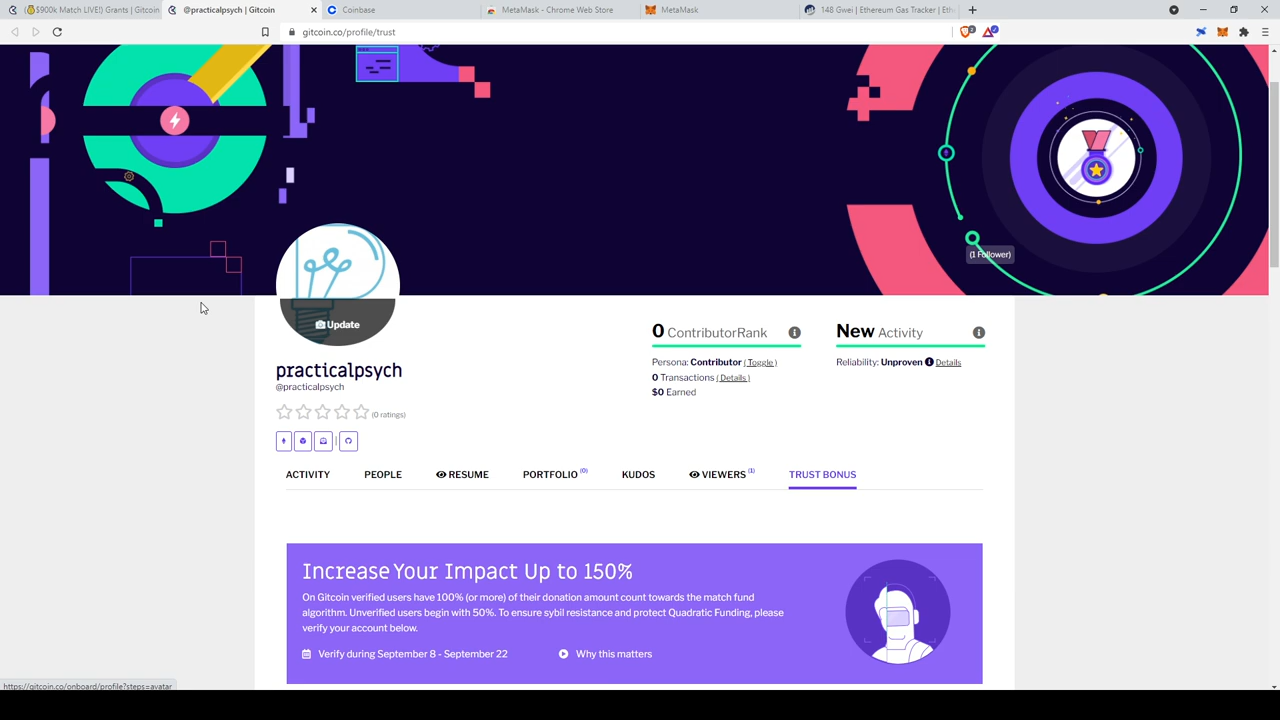 ($900k Match LIVE!) Grants | Gitcoin
@practicalpsych | Gitcoin
Coinbase
MetaMask - Chrome Web Store
MetaMask
148 Gwei | Ethereum Gas Tracker | Eth
gitcoin.co/profile/trust
(1 Follower)
Update
0 ContributorRank
New Activity
Persona: Contributor ( Toggle )
Reliability: Unproven Details
0 Transactions ( Details )
$0 Earned
practicalpsych
@practicalpsych
(0 ratings)
ACTIVITY PEOPLE RESUME PORTFOLIO (0) KUDOS VIEWERS (1) TRUST BONUS
Increase Your Impact Up to 150%
On Gitcoin verified users have 100% (or more) of their donation amount count towards the match fund
algorithm. Unverified users begin with 50%. To ensure sybil resistance and protect Quadratic Funding, please
verify your account below.
Verify during September 8 - September 22
Why this matters
https://gitcoin.co/onboard/profile?steps=avatar